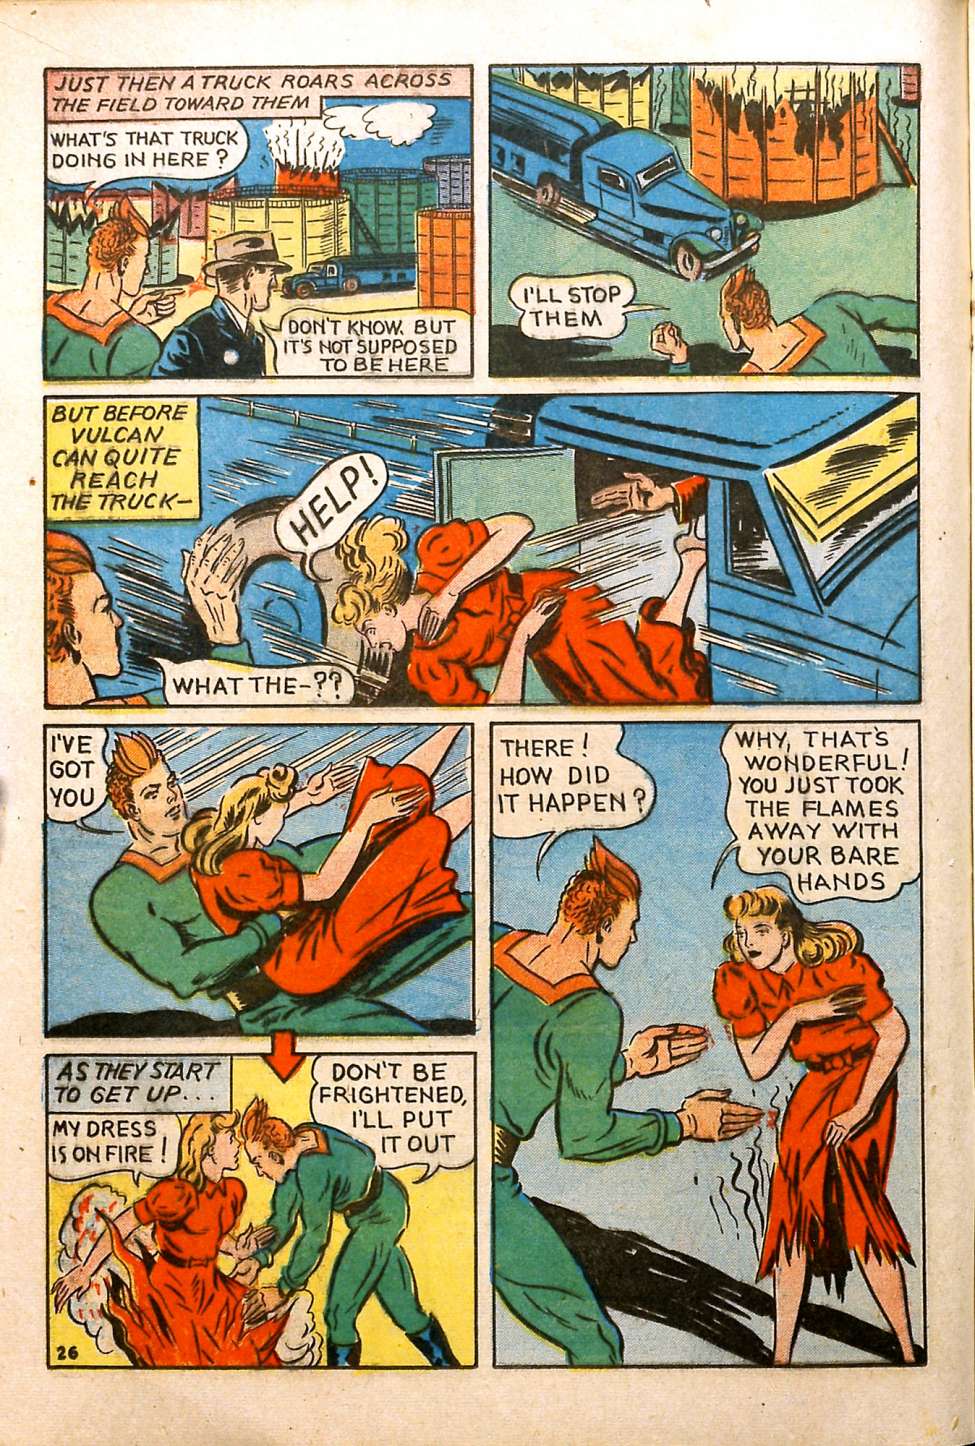 JUST THEN A TRUCK ROARS ACROSS
THE FIELD TOWARD THEM
WHAT'S THAT TRUCK
DOING IN HERE?
DON'T KNOW. BUT
IT'S NOT SUPPOSED
TO BE HERE
I'LL STOP
THEM
BUT BEFORE
VULCAN
CAN QUITE
REACH
THE TRUCK—
HELP!
WHAT THE-??
I'VE
GOT
YOU
AS THEY START
TO GET UP...
MY DRESS
IS ON FIRE!
DON'T BE
FRIGHTENED,
I'LL PUT
IT OUT
26
THERE!
HOW DID
IT HAPPEN?
WHY, THAT'S
WONDERFUL!
YOU JUST TOOK
THE FLAMES
AWAY WITH
YOUR BARE
HANDS